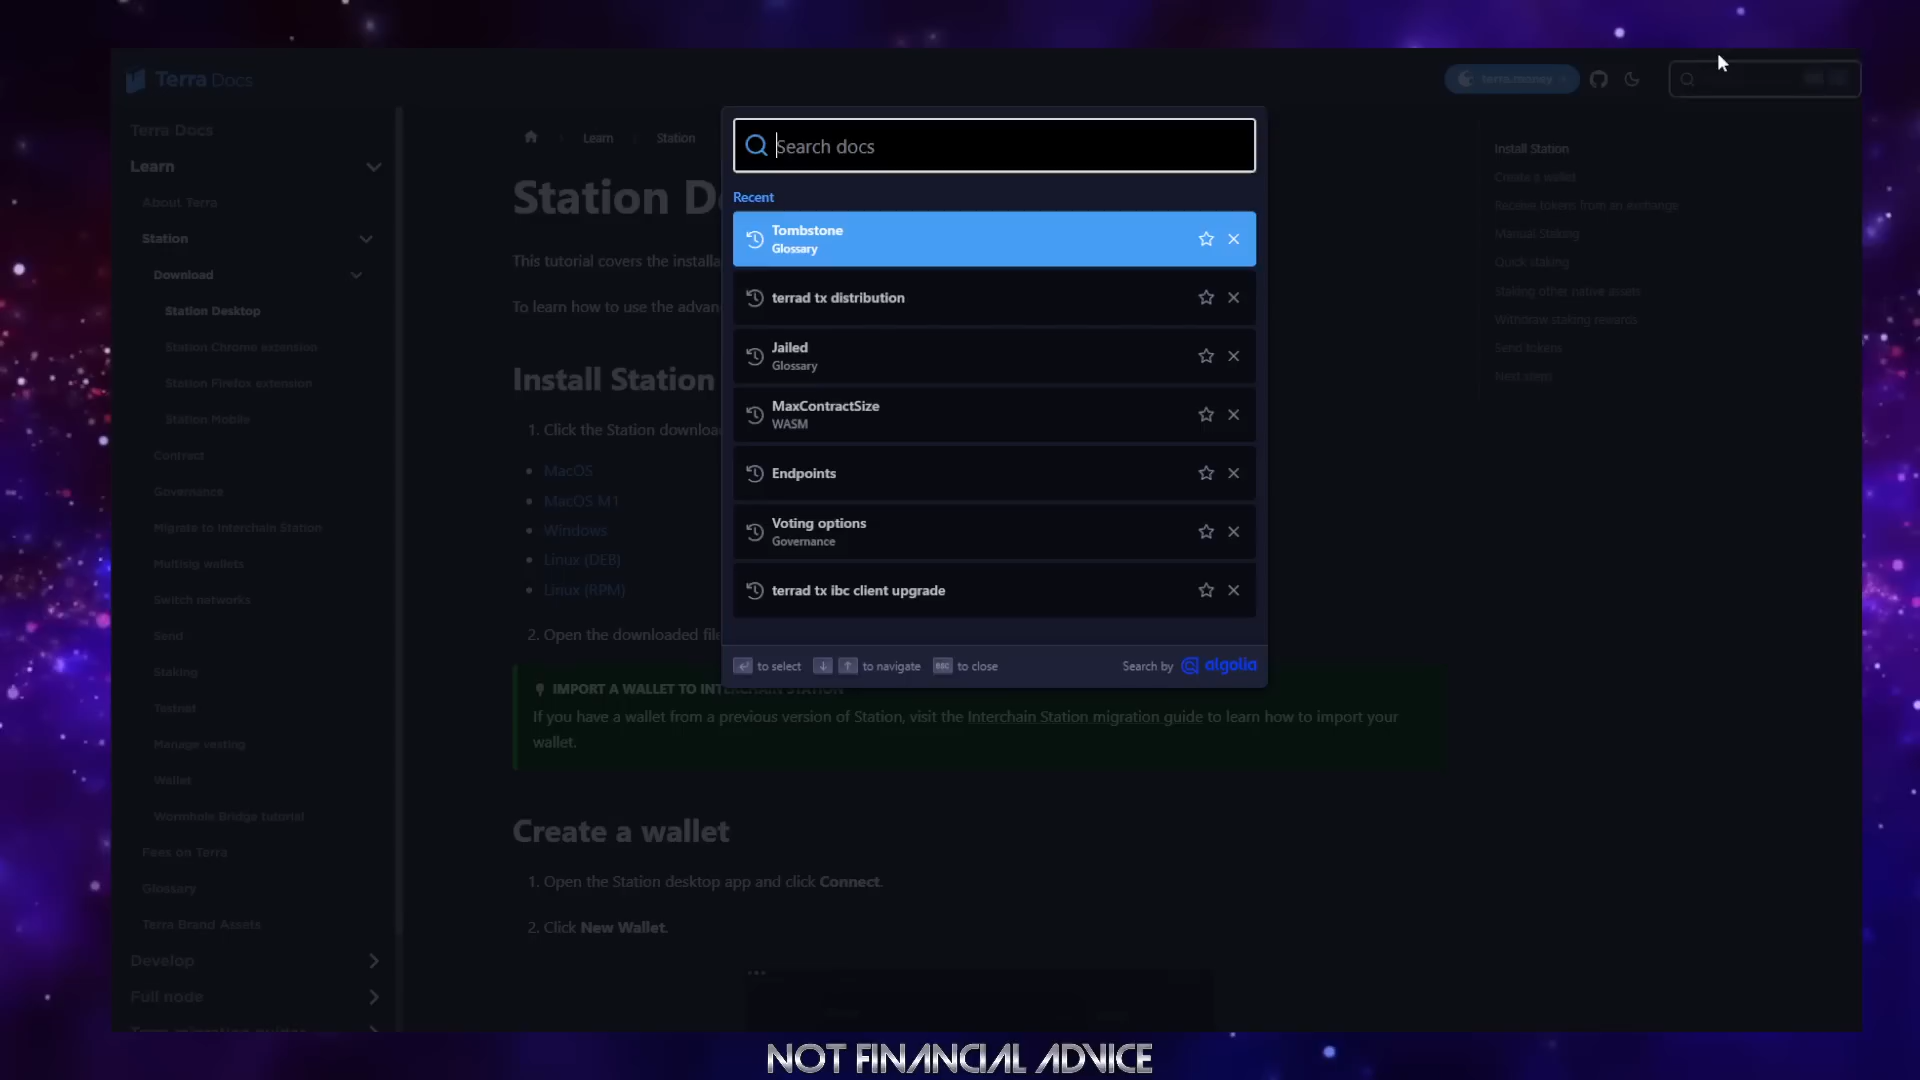 Terra Docs
terra.money
Terra Docs
Learn
About Terra
Station
Download
Station Desktop
Station Chrome extension
Station Firefox extension
Station Mobile
Contract
Governance
Migrate to Interchain Station
Multisig wallets
Switch networks
Send
Staking
Testnet
Manage vesting
Wallet
Wormhole Bridge tutorial
Fees on Terra
Glossary
Terra Brand Assets
Develop
Full node
Terra migration guides
Learn
Station
Station D
This tutorial covers the installa
To learn how to use the advan
Install Station
1. Click the Station downloa
MacOS
MacOS M1
Windows
Linux (DEB)
Linux (RPM)
2. Open the downloaded file
IMPORT A WALLET TO INTERCHAIN STATION
If you have a wallet from a previous version of Station, visit the Interchain Station migration guide to learn how to import your
wallet.
Create a wallet
1. Open the Station desktop app and click Connect.
2. Click New Wallet.
Search docs
Recent
Tombstone
Glossary
terrad tx distribution
Jailed
Glossary
MaxContractSize
WASM
Endpoints
Voting options
Governance
terrad tx ibc client upgrade
to select
to navigate
esc to close
Search by algolia
Install Station
Create a wallet
Receive tokens from an exchange
Manual Staking
Quick staking
Staking other native assets
Withdraw staking rewards
Send tokens
Next steps
NOT FINANCIAL ADVICE